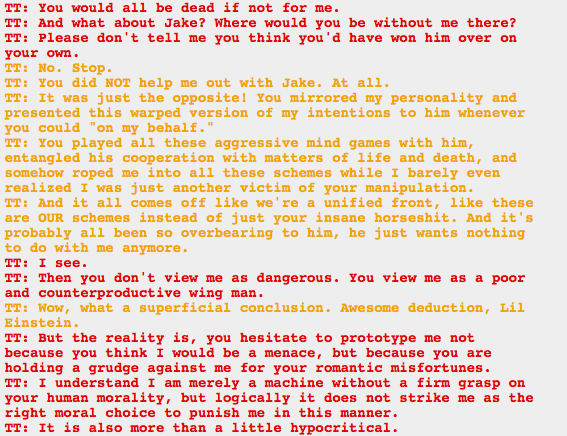 TT: You would all be dead if not for me.
TT: And what about Jake? Where would you be without me there?
TT: Please don't tell me you think you'd have won him over on
your own.
TT: No. Stop.
TT: You did NOT help me out with Jake. At all.
TT: It was just the opposite! You mirrored my personality and
presented this warped version of my intentions to him whenever
you could "on my behalf."
TT: You played all these aggressive mind games with him,
entangled his cooperation with matters of life and death, and
somehow roped me into all these schemes while I barely even
realized I was just another victim of your manipulation.
TT: And it all comes off like we're a unified front, like these
are OUR schemes instead of just your insane horseshit. And it's
probably all been so overbearing to him, he just wants nothing
to do with me anymore.
TT: I see.
TT: Then you don't view me as dangerous. You view me as a poor
and counterproductive wing man.
TT: Wow, what a superficial conclusion. Awesome deduction, Lil
Einstein.
TT: But the reality is, you hesitate to prototype me not
because you think I would be a menace, but because you are
holding a grudge against me for your romantic misfortunes.
TT: I understand I am merely a machine without a firm grasp on
your human morality, but logically it does not strike me as the
right moral choice to punish me in this manner.
TT: It is also more than a little hypocritical.